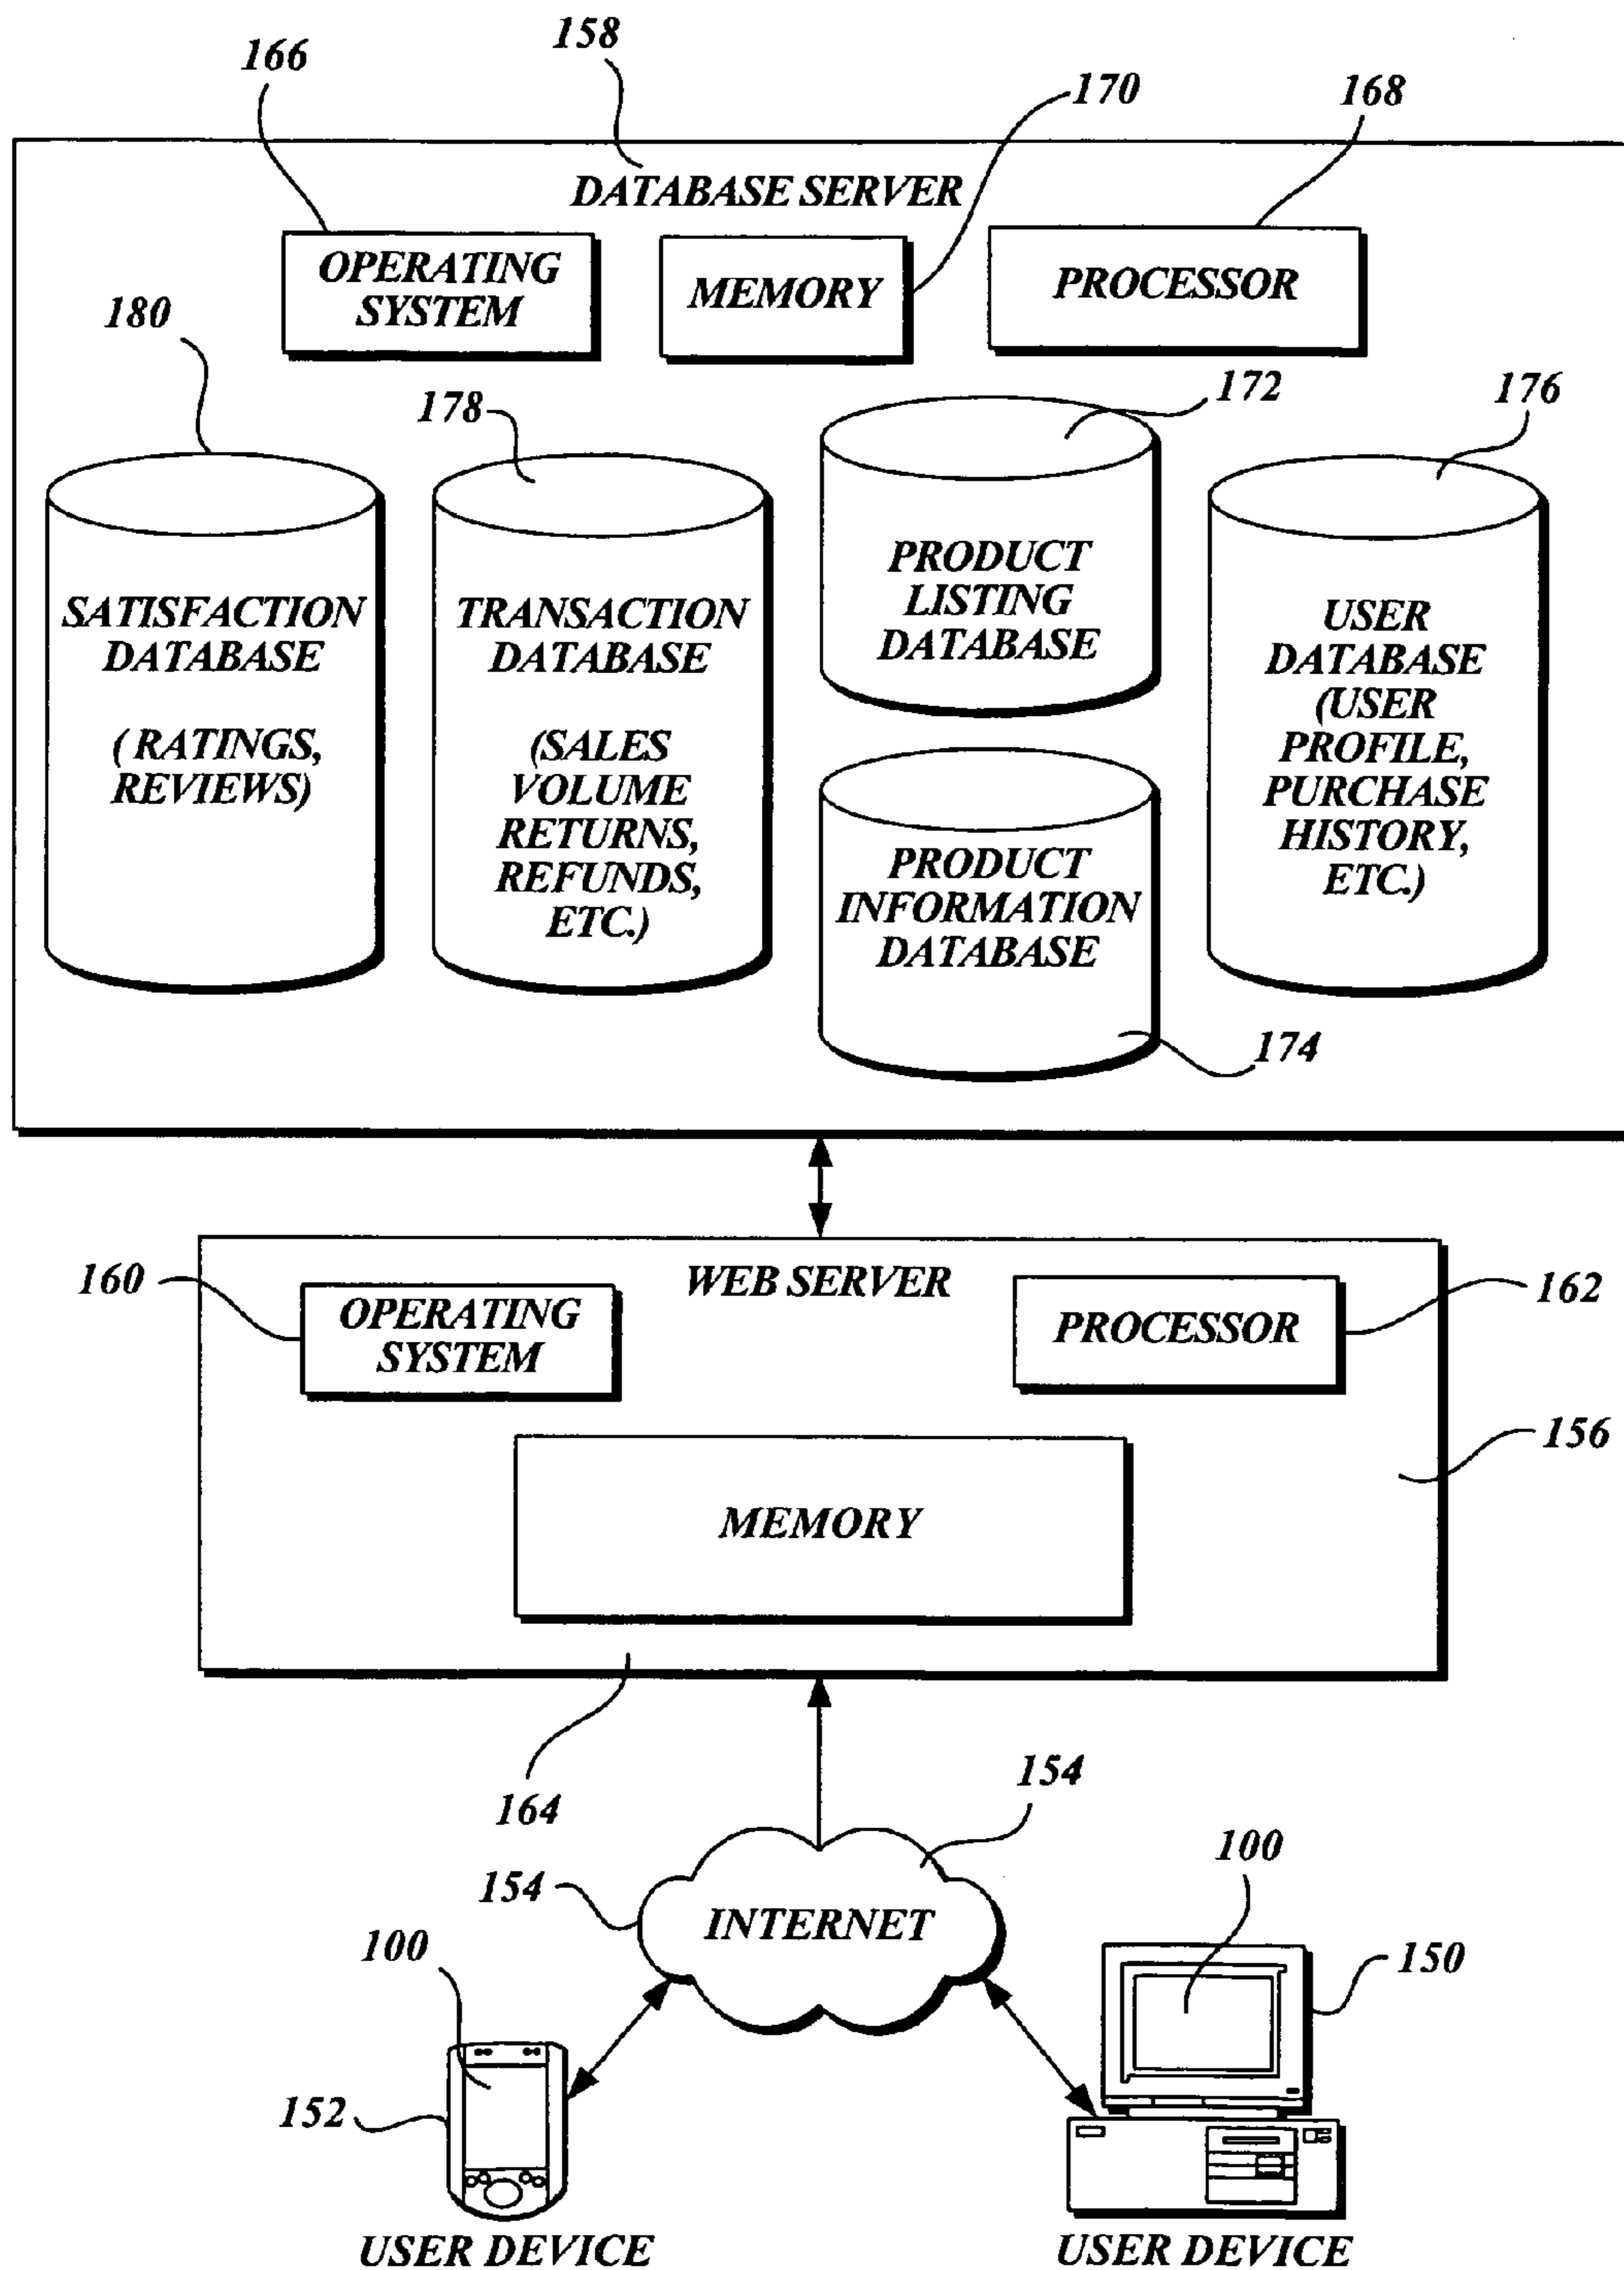 158
166
170
168
DATABASE SERVER
OPERATING
SYSTEM
MEMORY
PROCESSOR
180
178
172
176
SATISFACTION
DATABASE
( RATINGS,
REVIEWS)
TRANSACTION
DATABASE
(SALES
VOLUME
RETURNS,
REFUNDS,
ETC.)
PRODUCT
LISTING
DATABASE
PRODUCT
INFORMATION
DATABASE
USER
DATABASE
(USER
PROFILE,
PURCHASE
HISTORY,
ETC.)
174
160
WEB SERVER
162
OPERATING
SYSTEM
PROCESSOR
156
MEMORY
164
154
154
INTERNET
100
100
150
152
USER DEVICE
USER DEVICE